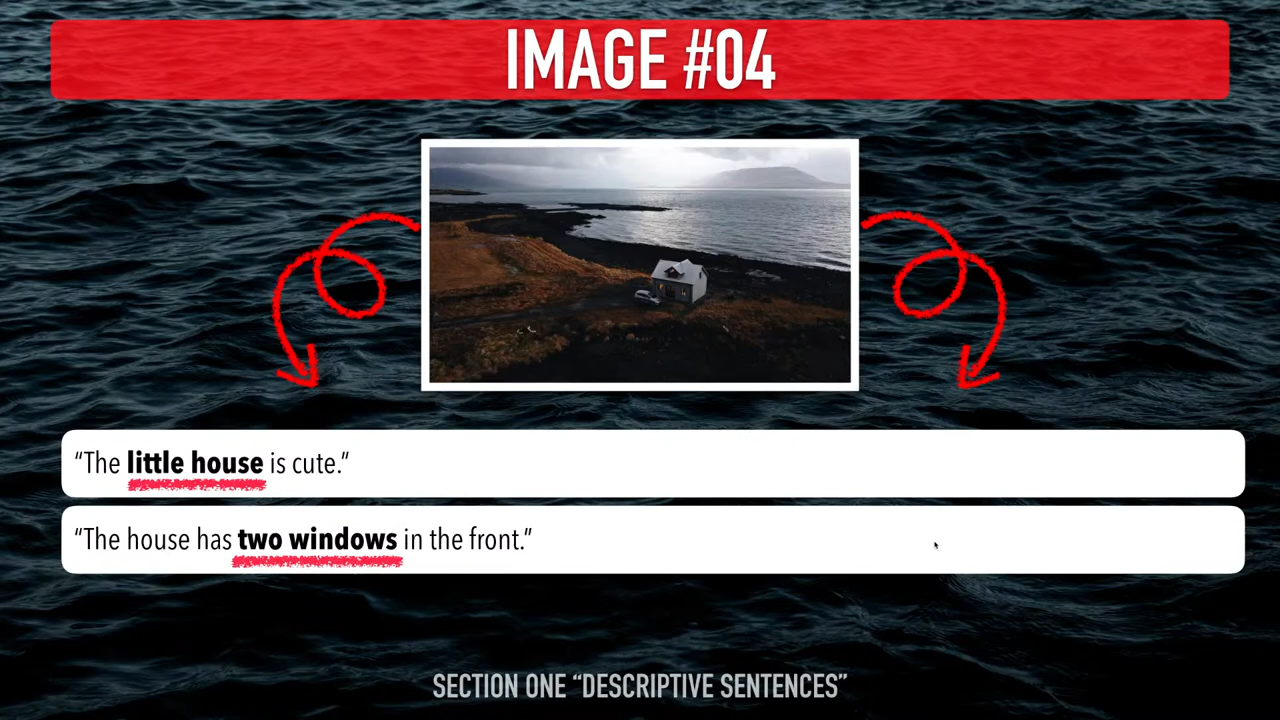 IMAGE #04
“The little house is cute.”
“The house has two windows in the front.”
SECTION ONE “DESCRIPTIVE SENTENCES”